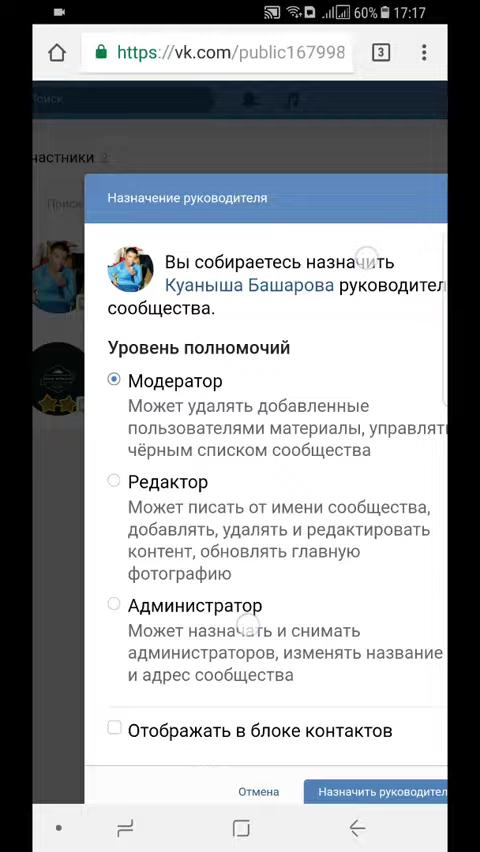 60% 17:17
https://vk.com/public167998
3
Поиск
частники 2
Поиск
Назначение руководителя
Вы собираетесь назначить
Куаныша Башарова руководител
сообщества.
Уровень полномочий
Модератор
Может удалять добавленные
пользователями материалы, управлять
чёрным списком сообщества
Редактор
Может писать от имени сообщества,
добавлять, удалять и редактировать
контент, обновлять главную
фотографию
Администратор
Может назначать и снимать
администраторов, изменять название
и адрес сообщества
Отображать в блоке контактов
Отмена
Назначить руководител